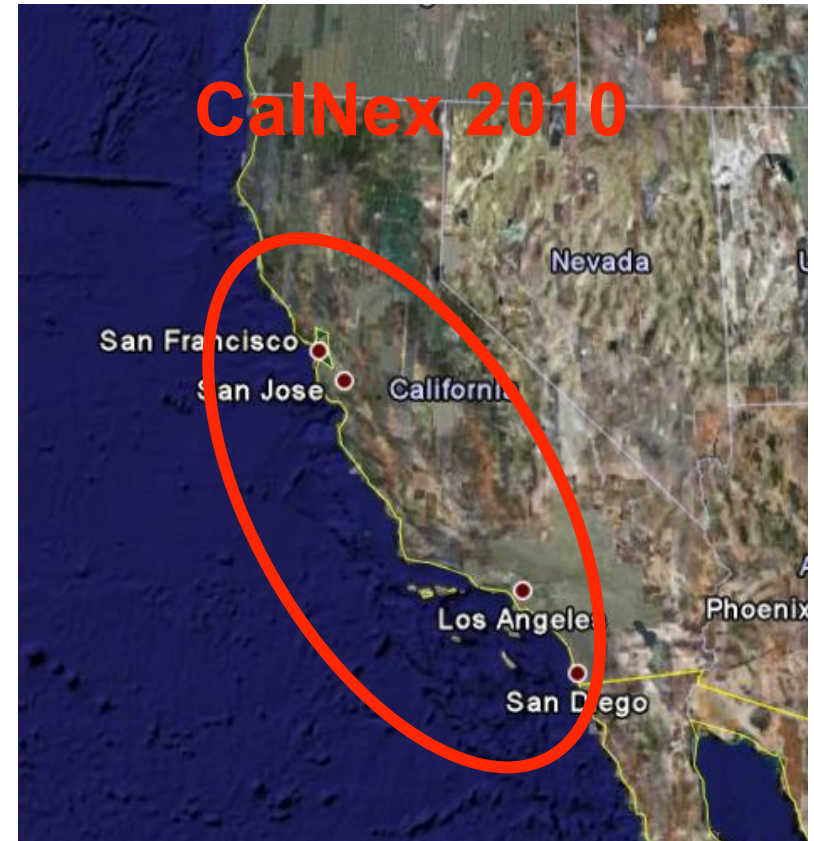 CalNex 2010
Nevada
San Francisco
San Jose
California
Los Angeles
Phoenix
San Diego